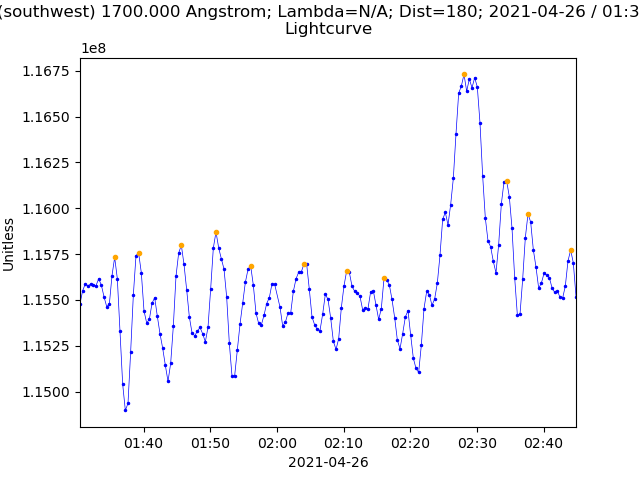 (southwest) 1700.000 Angstrom; Lambda=N/A; Dist=180; 2021-04-26 / 01:3
Lightcurve
1e8
1.1675
1.1650
1.1625
1.1600
1.1575
1.1550
1.1525
1.1500
Unitless
01:40 01:50 02:00 02:10 02:20 02:30 02:40
2021-04-26